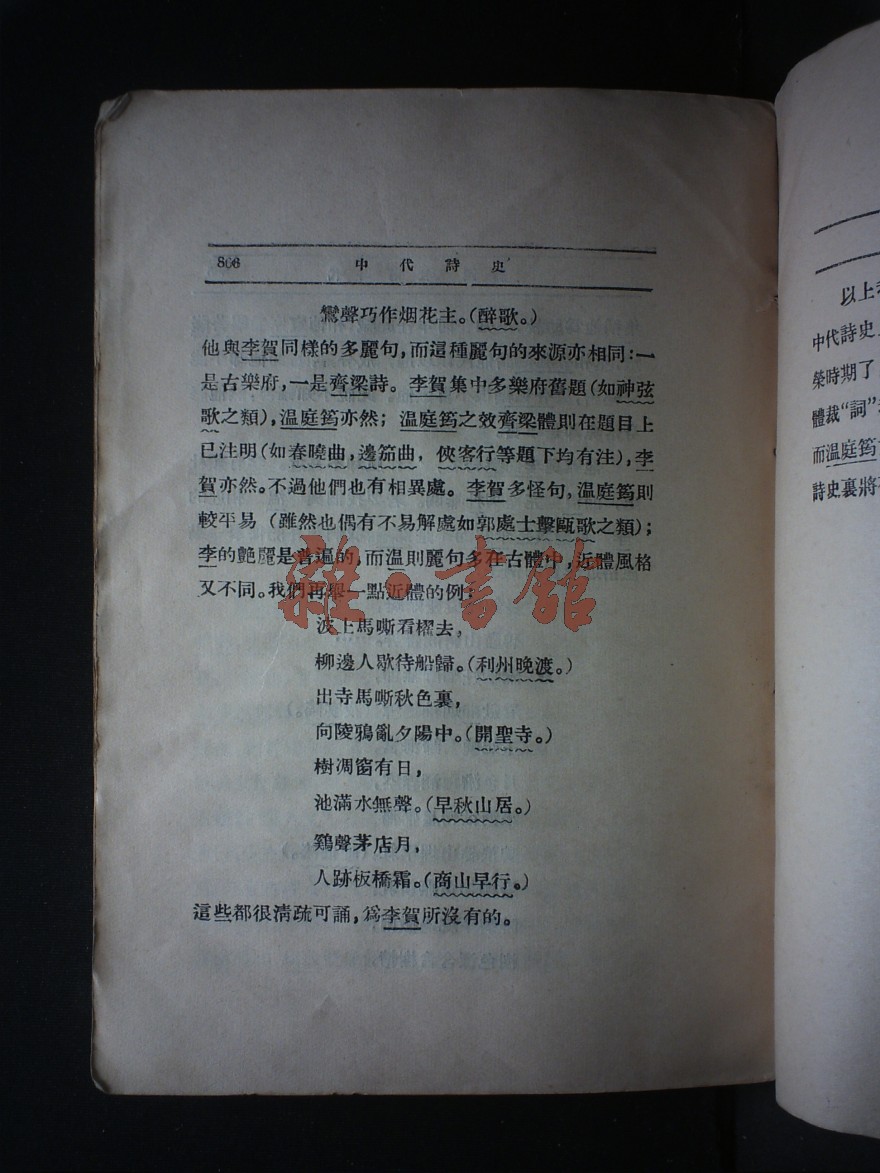 866 中代詩史
鶯聲巧作烟花主。(醉歌。)
他與李賀同樣的多麗句,而這種麗句的來源亦相同:一
是古樂府,一是齊梁詩。李賀集中多樂府舊題(如神弦
歌之類),温庭筠亦然;温庭筠之效齊梁體則在題目上
已注明(如春曉曲,邊笳曲,俠客行等題下均有注),李
賀亦然。不過他們也有相異處。李賀多怪句,温庭筠則
較平易(雖然也偶有不易解處如郭處士擊甌歌之類);
李的艶麗是普遍的,而温則麗句多在古體中,近體風格
又不同。我們再舉一點近體的例:
波上馬嘶看櫂去,
柳邊人歇待船歸。(利州晚渡。)
出寺馬嘶秋色裏,
向陵鴉亂夕陽中。(開聖寺。)
樹凋窗有日,
池滿水無聲。(早秋山居。)
鷄聲茅店月,
人跡板橋霜。(商山早行。)
這些都很清疏可誦,爲李賀所沒有的。
雜·書館
以上
中代詩史
榮時期了
體裁“詞”
而温庭筠
詩史裏將